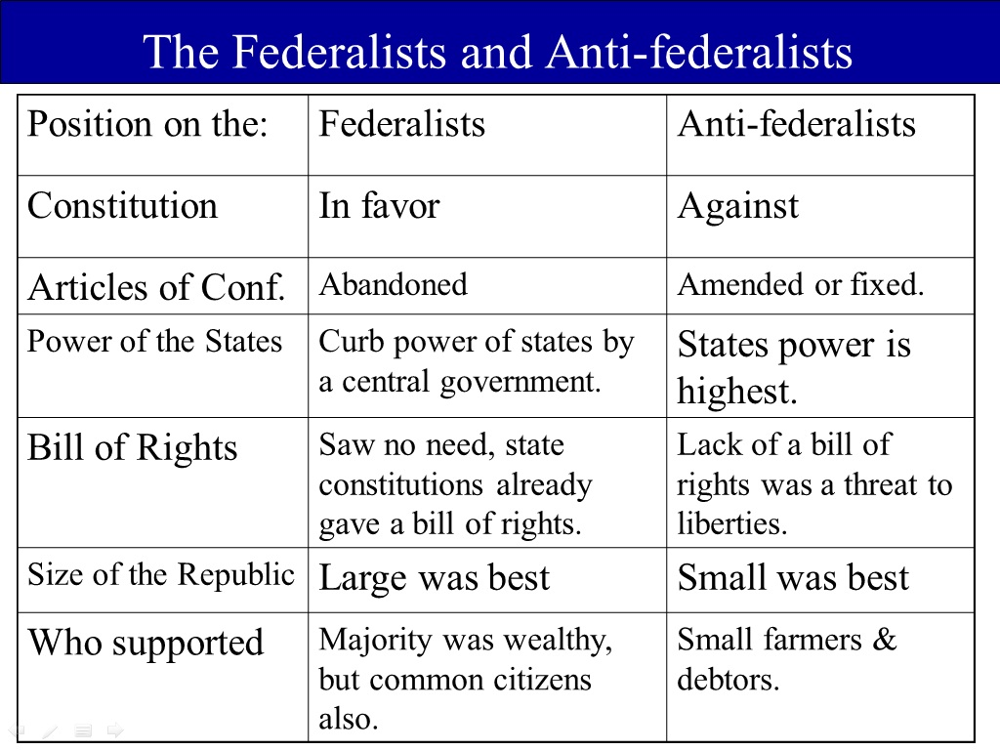 The Federalists and Anti-federalists
Position on the:
Federalists
Anti-federalists
Constitution
In favor
Against
Articles of Conf.
Abandoned
Amended or fixed.
Power of the States
Curb power of states by
a central government.
States power is
highest.
Bill of Rights
Saw no need, state
constitutions already
gave a bill of rights.
Lack of a bill of
rights was a threat to
liberties.
Size of the Republic
Large was best
Small was best
Who supported
Majority was wealthy,
but common citizens
also.
Small farmers &
debtors.